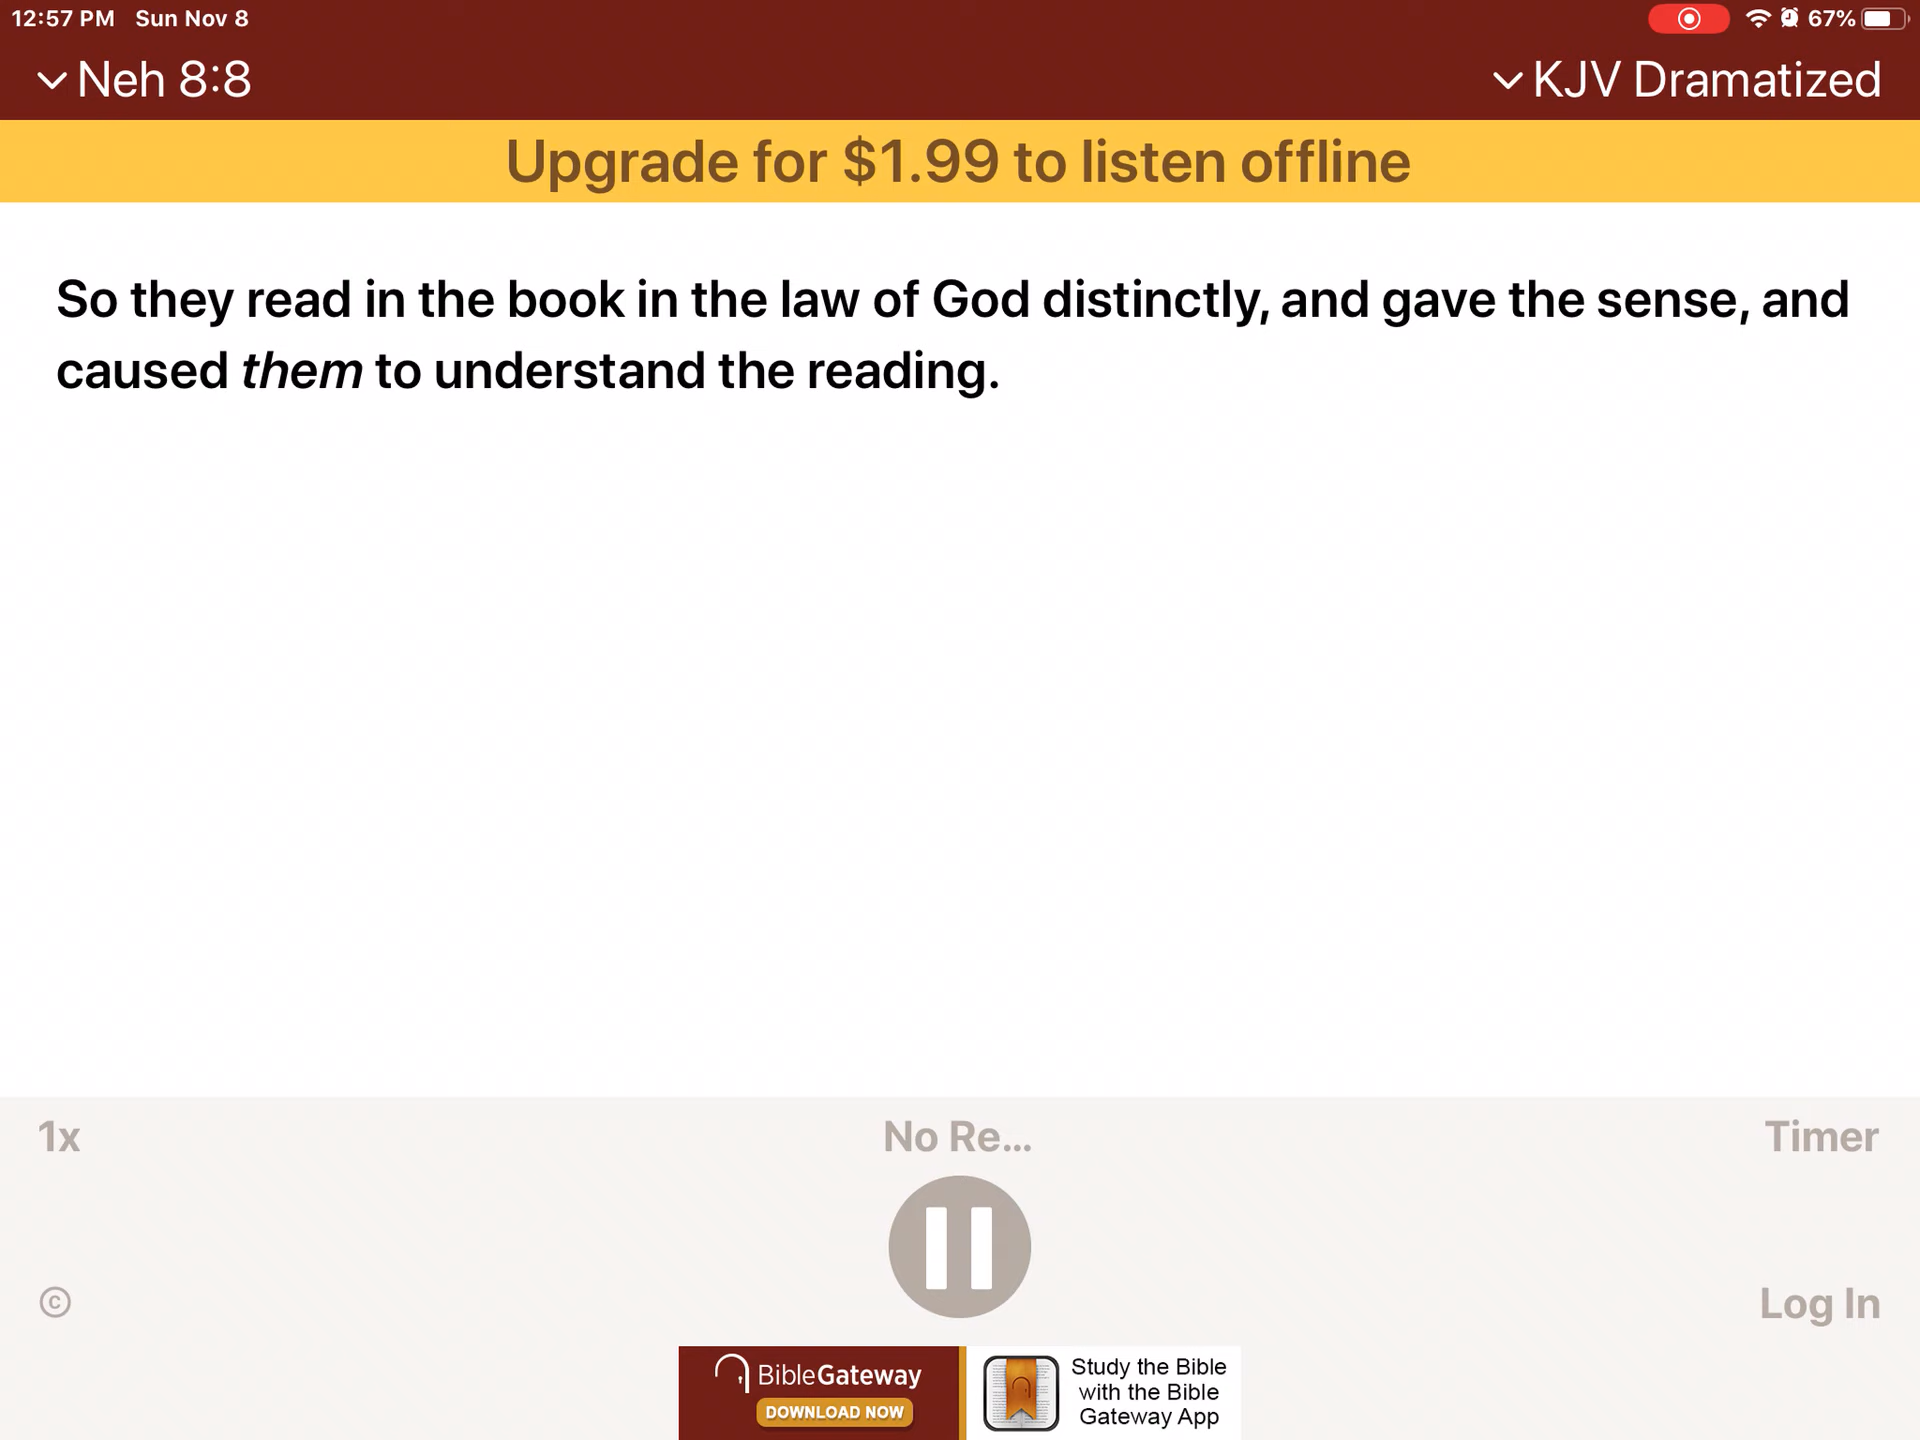 12:57 PM Sun Nov 8 67%
Neh 8:8 KJV Dramatized
Upgrade for $1.99 to listen offline
So they read in the book in the law of God distinctly, and gave the sense, and
caused them to understand the reading.
1x No Re... Timer
© Log In
BibleGateway
DOWNLOAD NOW
Study the Bible
with the Bible
Gateway App